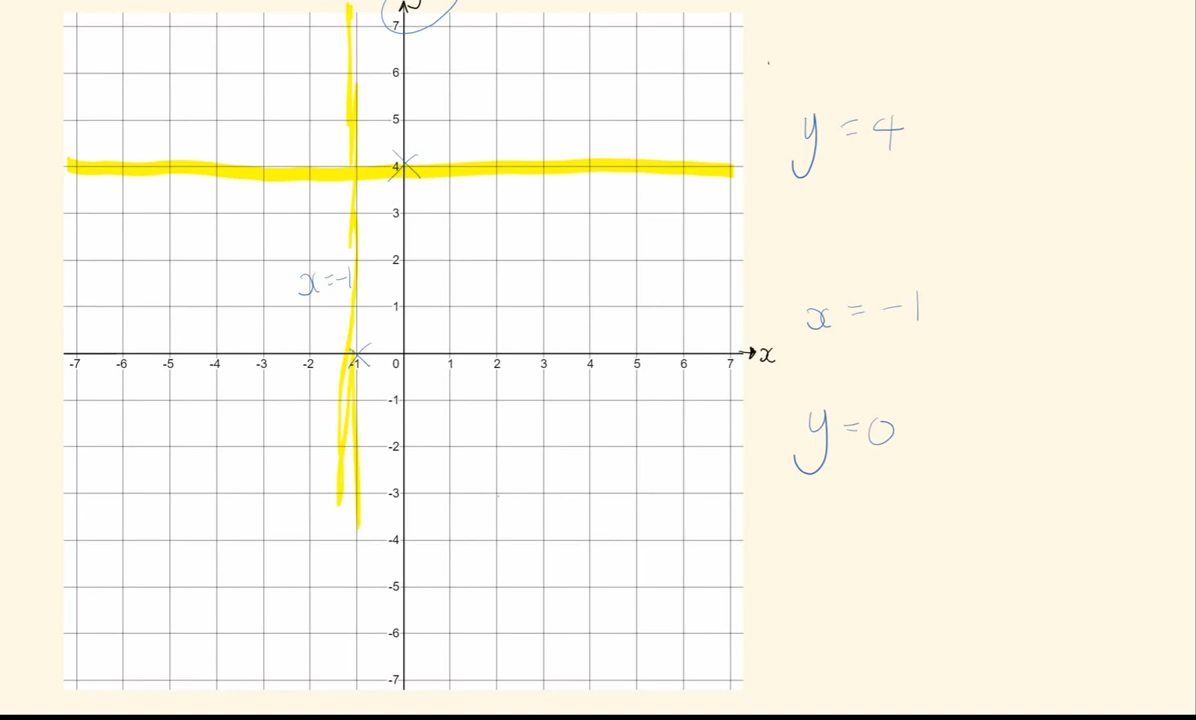 y
7
6
5
4
3
2
1
-7 -6 -5 -4 -3 -2 -1 0 1 2 3 4 5 6 7
x
-1
-2
-3
-4
-5
-6
-7
x=-1
y = 4
x = -1
y = 0